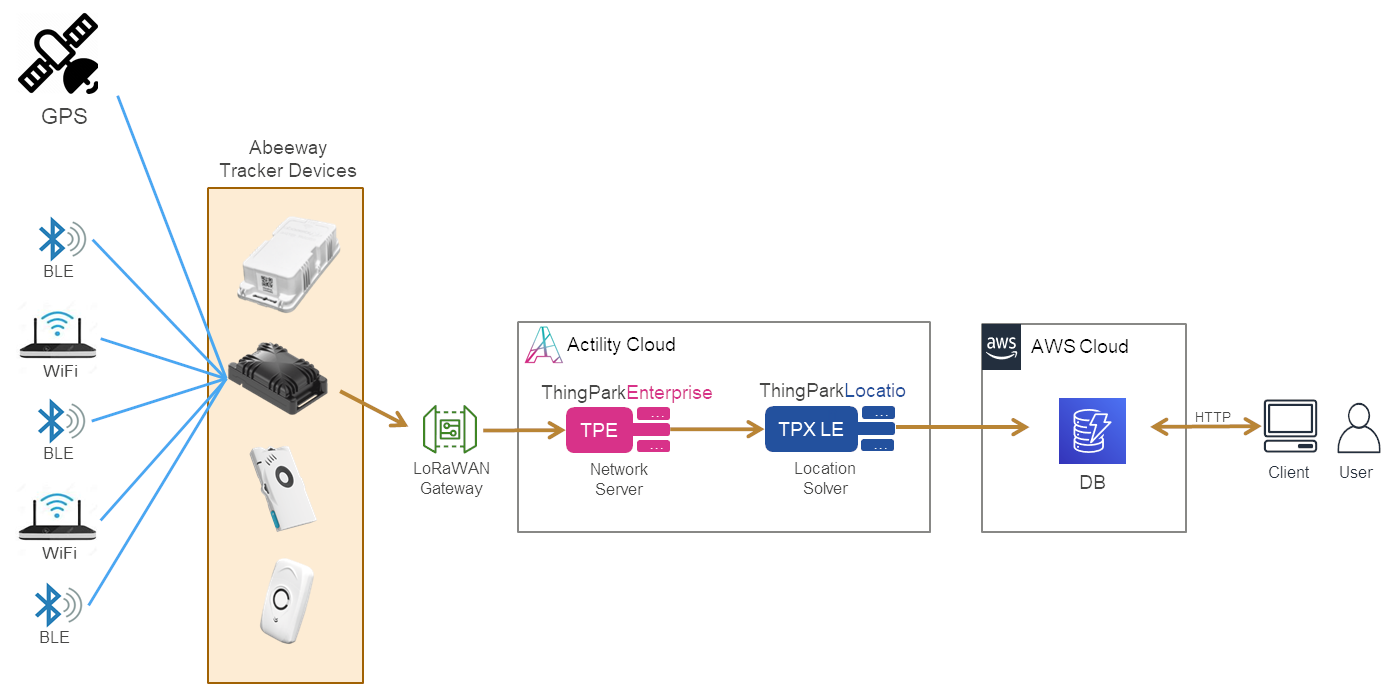 GPS
Abeeway
Tracker Devices
BLE
WiFi
BLE
WiFi
BLE
LoRaWAN
Gateway
Actility Cloud
ThingParkEnterprise
TPE
...
...
Network
Server
ThingParkLocatio
TPX LE
...
...
Location
Solver
aws
AWS Cloud
DB
HTTP
Client
User